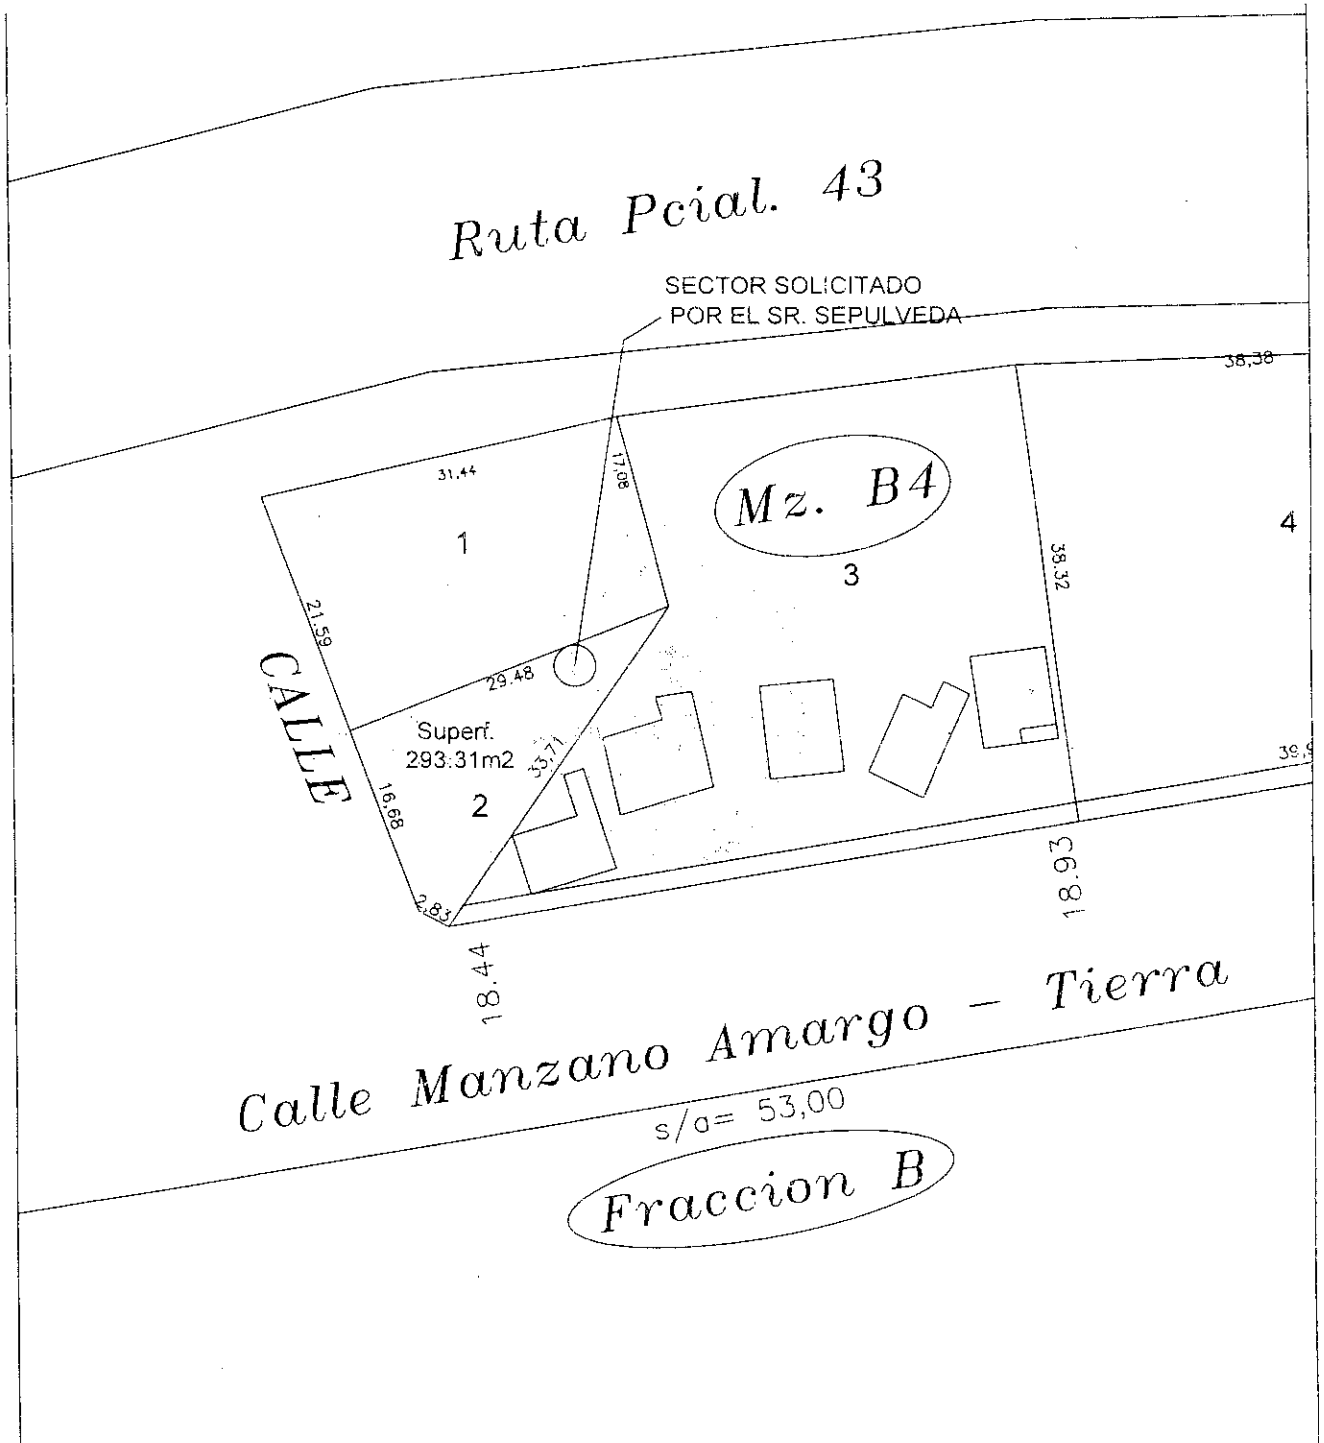 Ruta Pcial. 43
SECTOR SOLICITADO
POR EL SR. SEPULVEDA
38,38
31,44
17,08
Mz. B4
1
4
3
38.32
21.59
CALLE
29.48
Superf.
293.31m2
33,71
2
16,68
39,9
2,83
18.93
18.44
Calle Manzano Amargo - Tierra
s/a= 53,00
Fraccion B